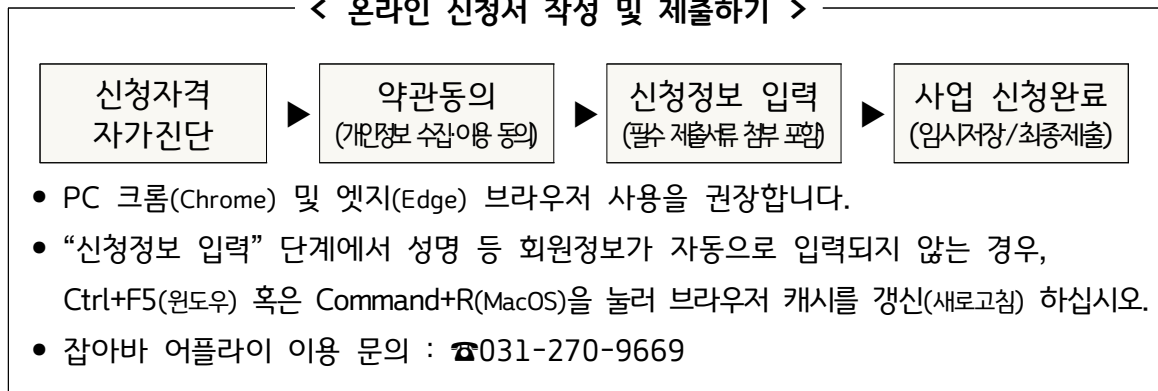 < 온라인 신청서 작성 및 제출하기 >
신청자격
자가진단
▶
약관동의
(개인정보 수집·이용 동의)
▶
신청정보 입력
(필수 제출서류 첨부 포함)
▶
사업 신청완료
(임시저장/최종제출)
• PC 크롬(Chrome) 및 엣지(Edge) 브라우저 사용을 권장합니다.
• “신청정보 입력” 단계에서 성명 등 회원정보가 자동으로 입력되지 않는 경우,
Ctrl+F5(윈도우) 혹은 Command+R(MacOS)을 눌러 브라우저 캐시를 갱신(새로고침) 하십시오.
• 잡아바 어플라이 이용 문의 : ☎031-270-9669